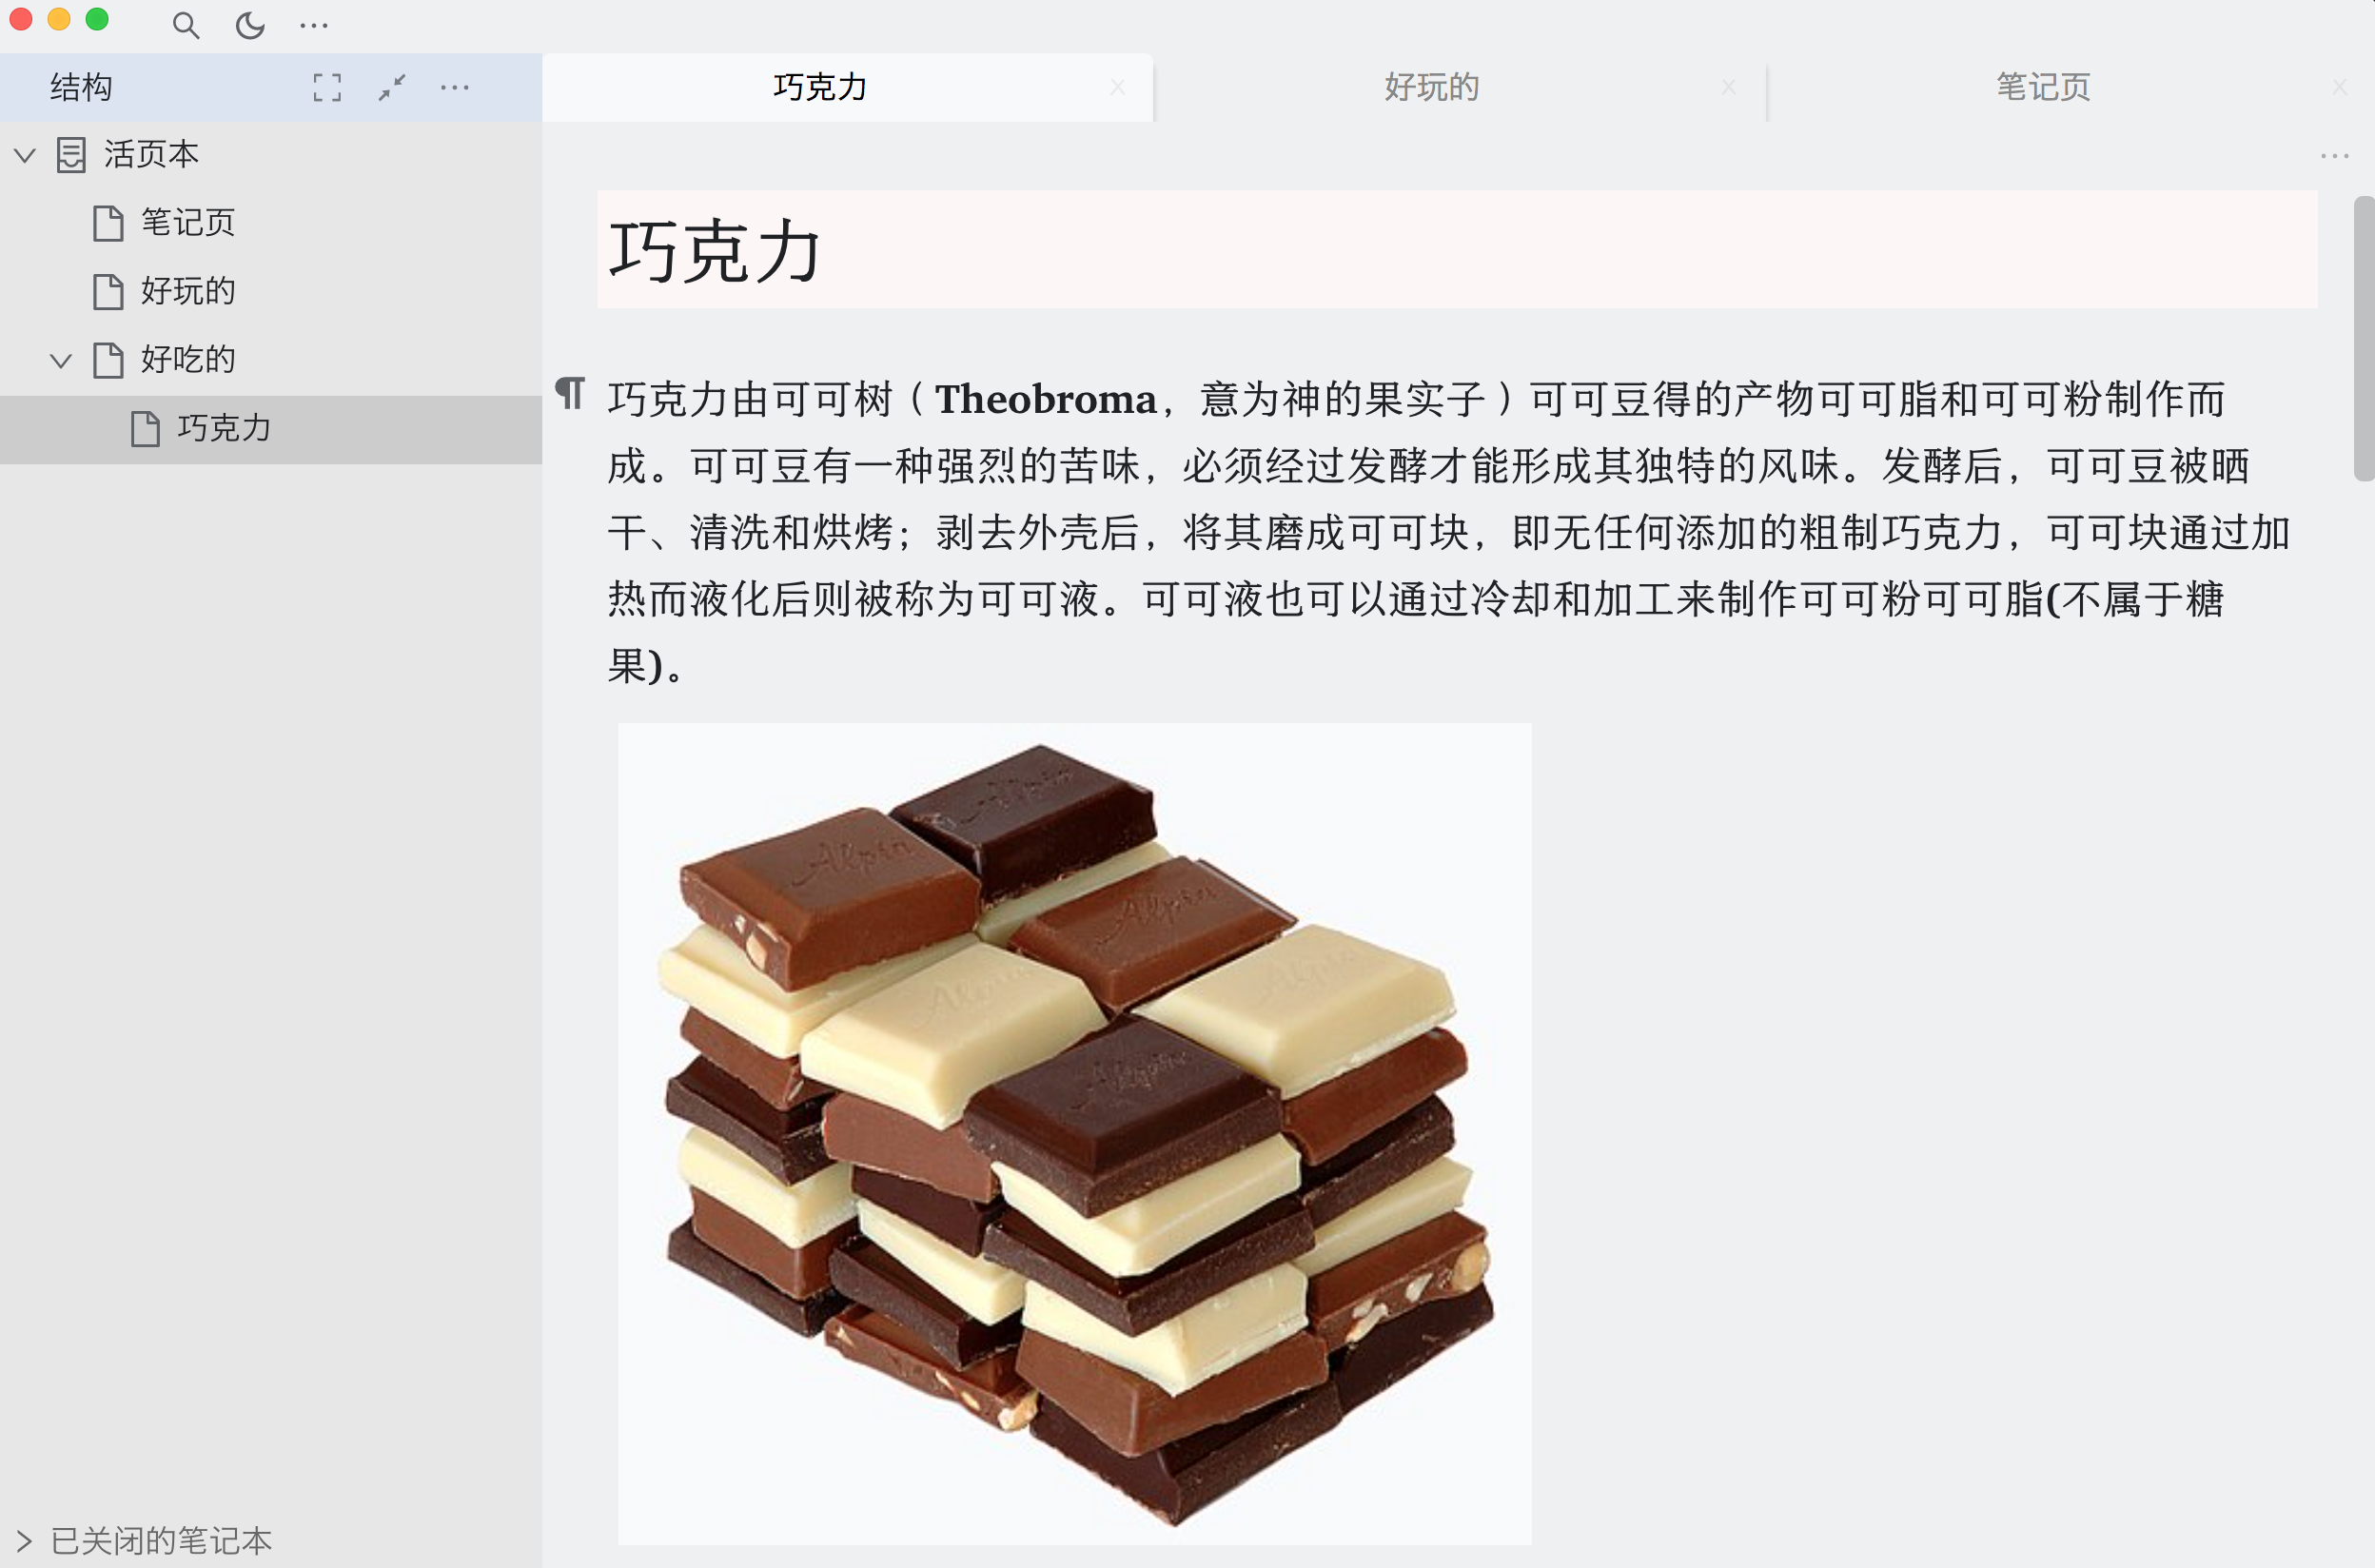 结构
巧克力
好玩的
笔记页
活页本
笔记页
好玩的
好吃的
巧克力
已关闭的笔记本
巧克力
巧克力由可可树（Theobroma，意为神的果实子）可可豆得的产物可可脂和可可粉制作而
成。可可豆有一种强烈的苦味，必须经过发酵才能形成其独特的风味。发酵后，可可豆被晒
干、清洗和烘烤；剥去外壳后，将其磨成可可块，即无任何添加的粗制巧克力，可可块通过加
热而液化后则被称为可可液。可可液也可以通过冷却和加工来制作可可粉可可脂(不属于糖
果)。
Alpia
Alpia
Alpia
Alpia
Alpia
Alpia